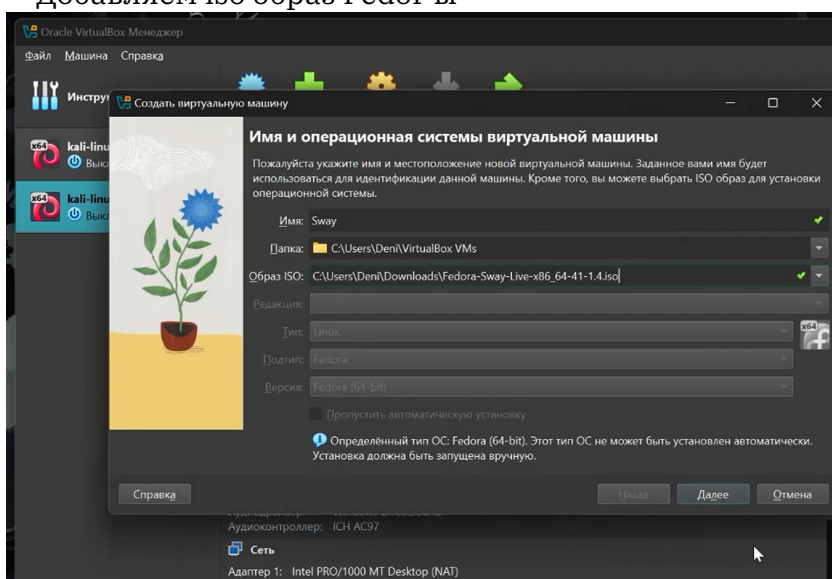 Добавляем iso образ Fedor'ы
Oracle VirtualBox Менеджер
Файл Машина Справка
Инстру
Создать виртуальную машину
x64 kali-linu
Выкл
x64 kali-linu
Выкл
Имя и операционная системы виртуальной машины
Пожалуйста укажите имя и местоположение новой виртуальной машины. Заданное вами имя будет
использоваться для идентификации данной машины. Кроме того, вы можете выбрать ISO образ для установки
операционной системы.
Имя: Sway
Папка: C:\Users\Deni\VirtualBox VMs
Образ ISO: C:\Users\Deni\Downloads\Fedora-Sway-Live-x86_64-41-1.4.iso
Редакция:
Тип: Linux
x64
Подтип: Fedora
Версия: Fedora (64-bit)
Пропустить автоматическую установку
Определённый тип ОС: Fedora (64-bit). Этот тип ОС не может быть установлен автоматически.
Установка должна быть запущена вручную.
Справка Назад Далее Отмена
Аудиоконтроллер: ICH AC97
Сеть
Адаптер 1: Intel PRO/1000 MT Desktop (NAT)